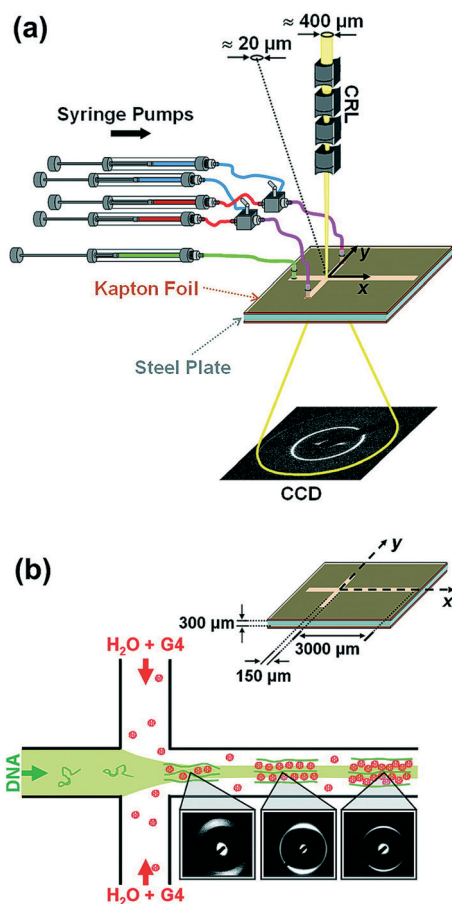 (a)
≈ 400 µm
≈ 20 µm
CRL
Syringe Pumps
y
x
Kapton Foil
Steel Plate
CCD
(b)
y
x
H₂O + G4
300 µm
3000 µm
150 µm
DNA
H₂O + G4